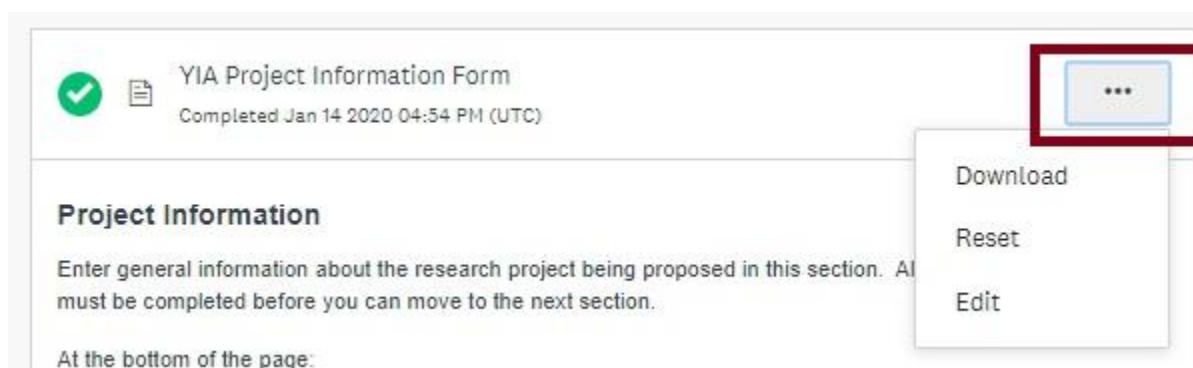 YIA Project Information Form
Completed Jan 14 2020 04:54 PM (UTC)
...
Download
Reset
Edit
Project Information
Enter general information about the research project being proposed in this section.
must be completed before you can move to the next section.
At the bottom of the page: